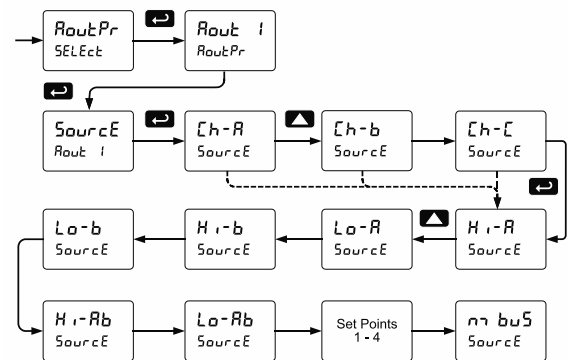 AoutPr
SELEct
Aout 1
AoutPr
SourcE
Aout 1
Ch-A
SourcE
Ch-b
SourcE
Ch-C
SourcE
Lo-b
SourcE
Hi-b
SourcE
Lo-A
SourcE
Hi-A
SourcE
Hi-Ab
SourcE
Lo-Ab
SourcE
Set Points
1 - 4
M buS
SourcE